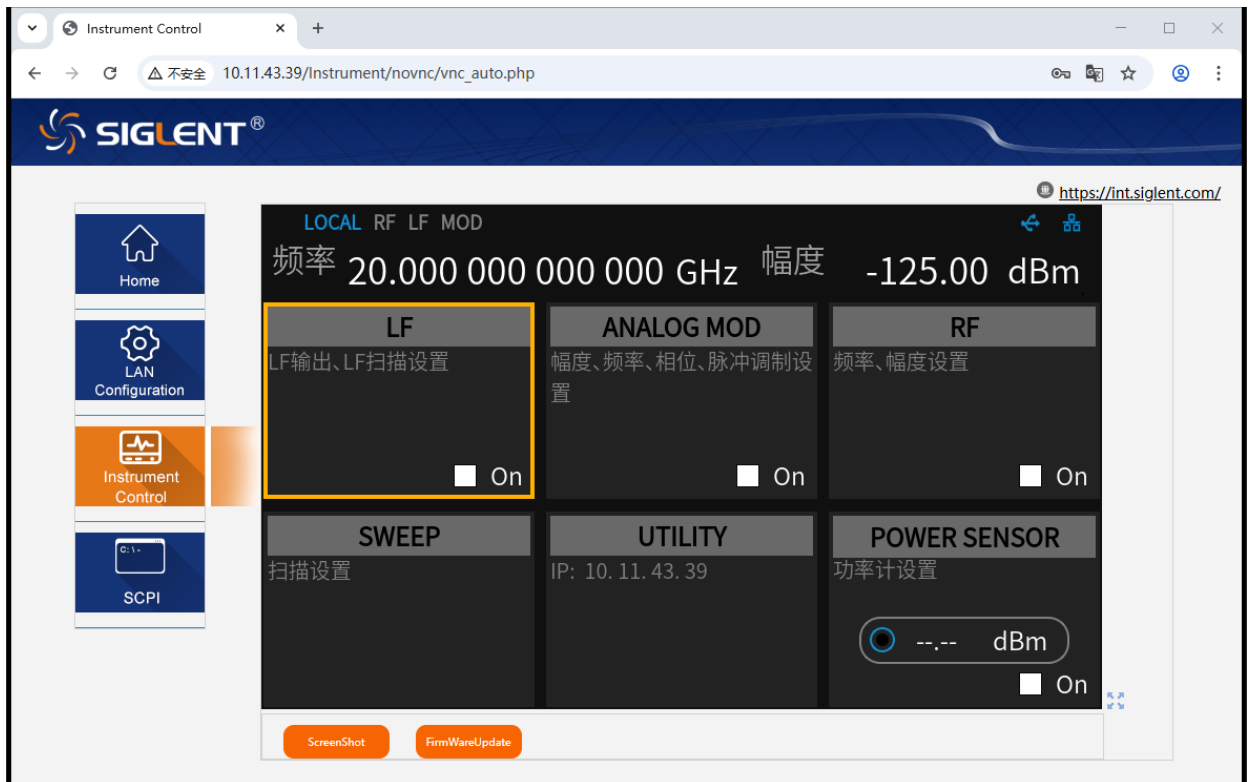 Instrument Control
不安全 10.11.43.39/Instrument/novnc/vnc_auto.php
SIGLENT®
https://int.siglent.com/
Home
LAN
Configuration
Instrument
Control
C:\-
SCPI
LOCAL RF LF MOD
频率 20.000 000 000 000 GHz 幅度 -125.00 dBm
LF
LF输出、LF扫描设置
On
ANALOG MOD
幅度、频率、相位、脉冲调制设
置
On
RF
频率、幅度设置
On
SWEEP
扫描设置
UTILITY
IP: 10. 11. 43. 39
POWER SENSOR
功率计设置
--.-- dBm
On
ScreenShot
FirmWareUpdate